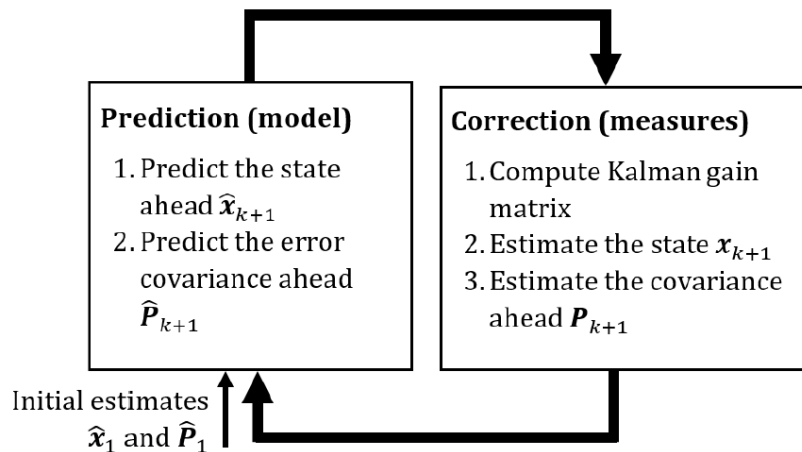 Prediction (model)
1. Predict the state
ahead x̂ₖ₊₁
2. Predict the error
covariance ahead
P̂ₖ₊₁
Correction (measures)
1. Compute Kalman gain
matrix
2. Estimate the state xₖ₊₁
3. Estimate the covariance
ahead Pₖ₊₁
Initial estimates
x̂₁ and P̂₁